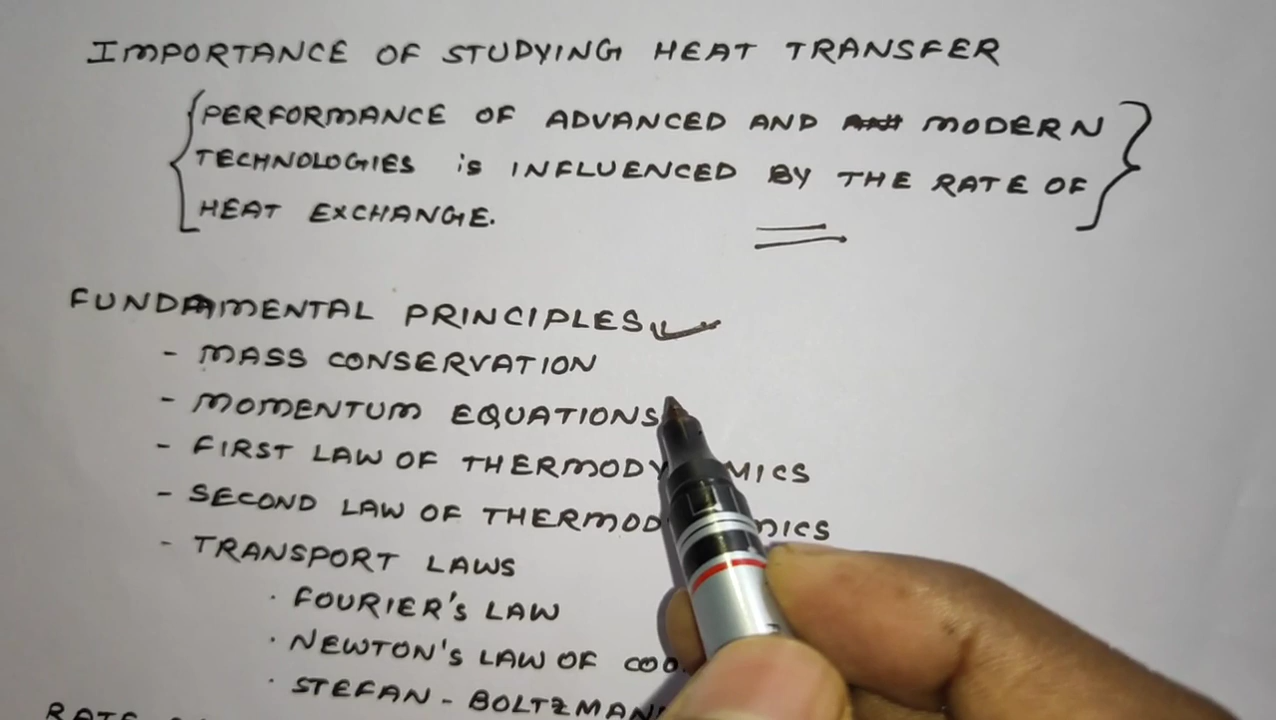 IMPORTANCE OF STUDYING HEAT TRANSFER
PERFORMANCE OF ADVANCED AND MODERN
TECHNOLOGIES is INFLUENCED BY THE RATE OF
HEAT EXCHANGE.
FUNDAMENTAL PRINCIPLES
- MASS CONSERVATION
- MOMENTUM EQUATIONS
- FIRST LAW OF
- SECOND LAW OF
- TRANSPORT LAWS
· FOURIER'S LAW
· NEWTON'S LAW OF
· STEFAN - BOLTZMANN